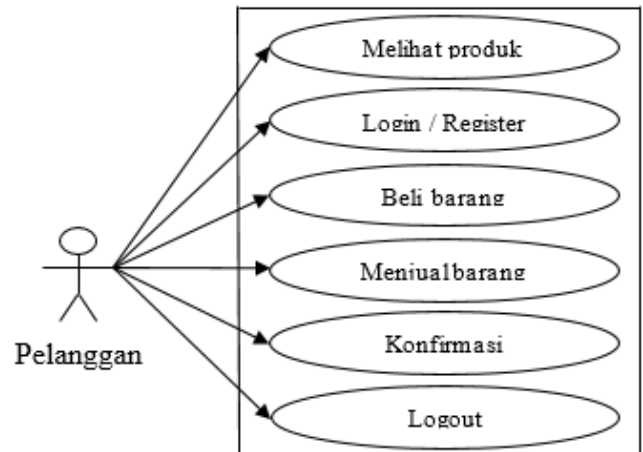 Melihat produk
Login / Register
Beli barang
Menjual barang
Konfirmasi
Logout
Pelanggan